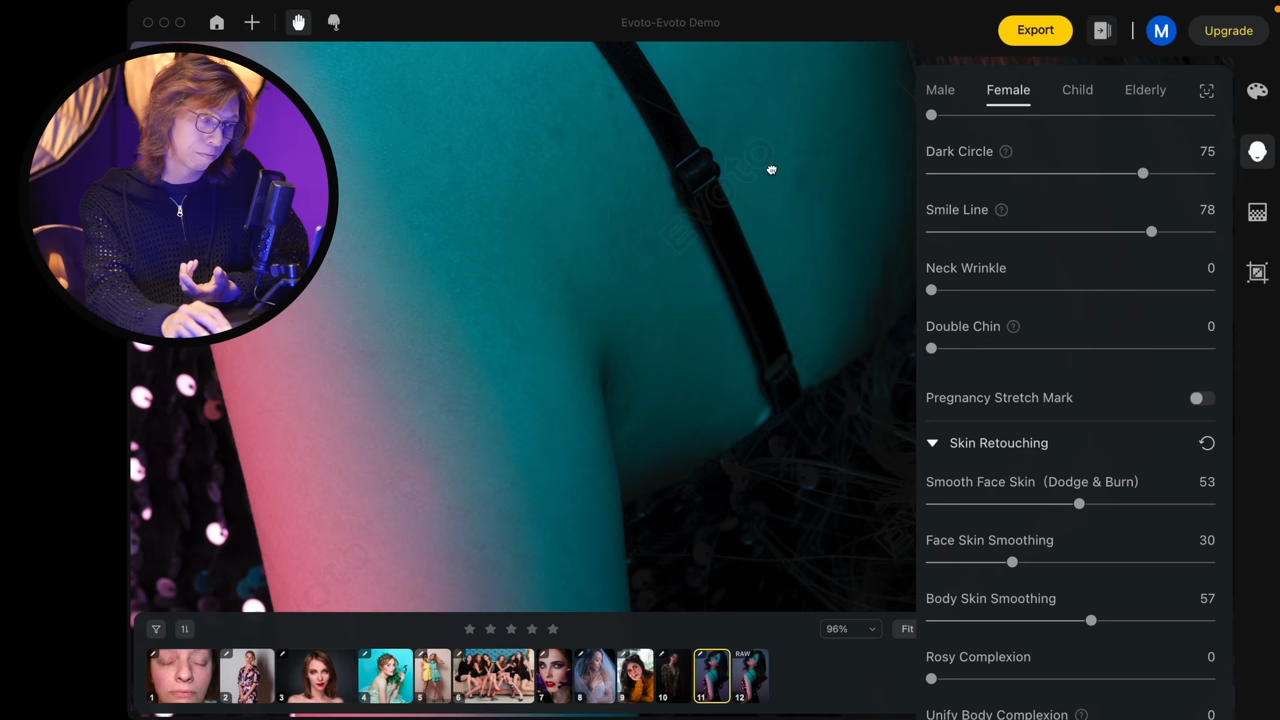 Evoto-Evoto Demo
Export
M
Upgrade
Male Female Child Elderly
Dark Circle ? 75
Smile Line ? 78
Neck Wrinkle 0
Double Chin ? 0
Pregnancy Stretch Mark
Skin Retouching
Smooth Face Skin (Dodge & Burn) 53
Face Skin Smoothing 30
Body Skin Smoothing 57
Rosy Complexion 0
Unify Body Complexion ? 0
Evoto
96%
Fit
RAW
1 2 3 4 5 6 7 8 9 10 11 12